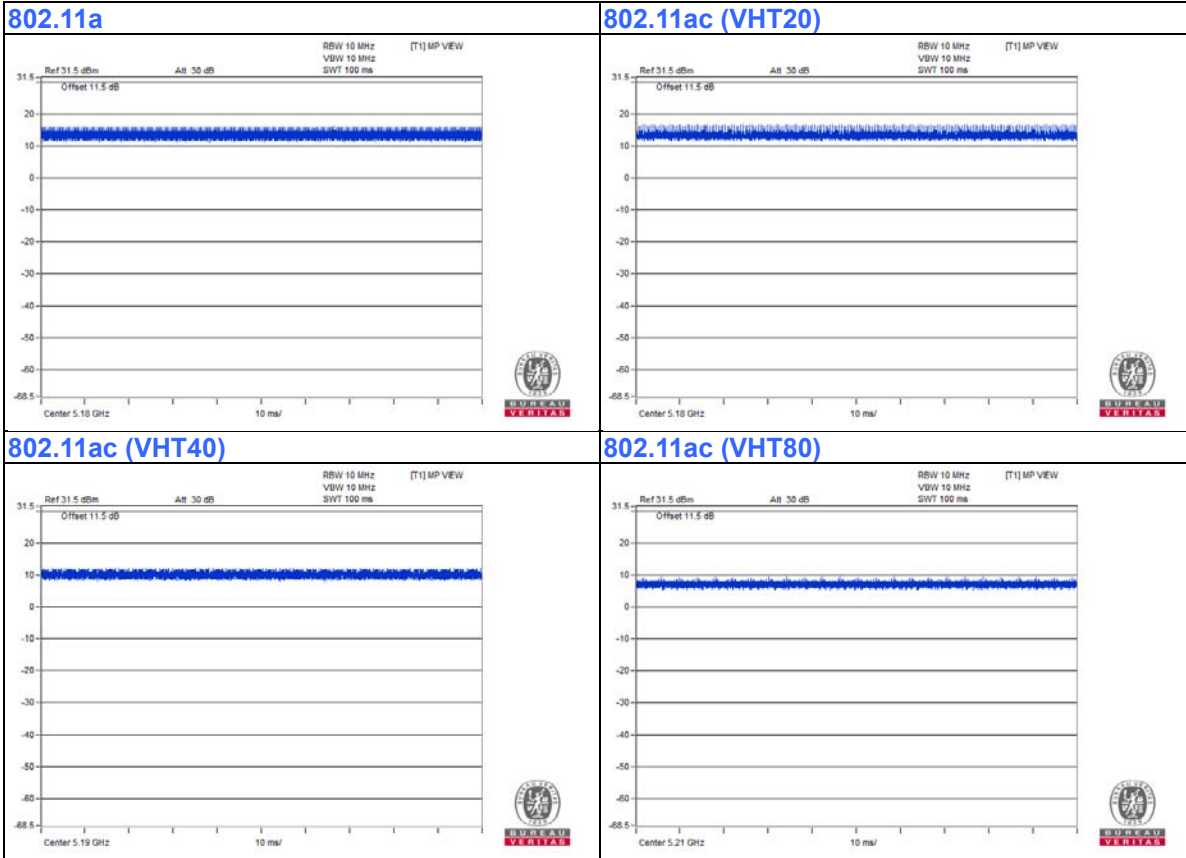 802.11a
RBW 10 MHz [T1] MP VIEW
VBW 10 MHz
Ref 31.5 dBm Att 30 dB SWT 100 ms
31.5
Offset 11.5 dB
20
10
0
-10
-20
-30
-40
-50
-60
-68.5
Center 5.18 GHz 10 ms/
BUREAU
VERITAS
802.11ac (VHT20)
RBW 10 MHz [T1] MP VIEW
VBW 10 MHz
Ref 31.5 dBm Att 30 dB SWT 100 ms
31.5
Offset 11.5 dB
20
10
0
-10
-20
-30
-40
-50
-60
-68.5
Center 5.18 GHz 10 ms/
BUREAU
VERITAS
802.11ac (VHT40)
RBW 10 MHz [T1] MP VIEW
VBW 10 MHz
Ref 31.5 dBm Att 30 dB SWT 100 ms
31.5
Offset 11.5 dB
20
10
0
-10
-20
-30
-40
-50
-60
-68.5
Center 5.19 GHz 10 ms/
BUREAU
VERITAS
802.11ac (VHT80)
RBW 10 MHz [T1] MP VIEW
VBW 10 MHz
Ref 31.5 dBm Att 30 dB SWT 100 ms
31.5
Offset 11.5 dB
20
10
0
-10
-20
-30
-40
-50
-60
-68.5
Center 5.21 GHz 10 ms/
BUREAU
VERITAS